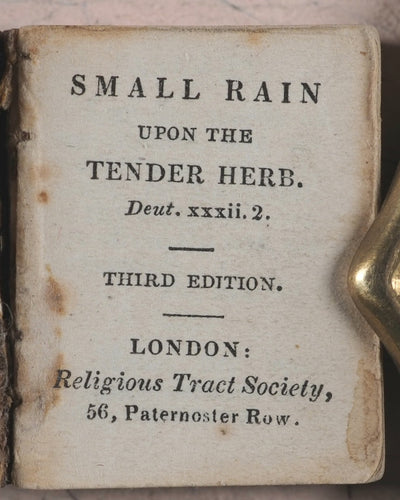 SMALL RAIN
UPON THE
TENDER HERB.
Deut. xxxii. 2.
THIRD EDITION.
LONDON:
Religious Tract Society,
56, Paternoster Row.